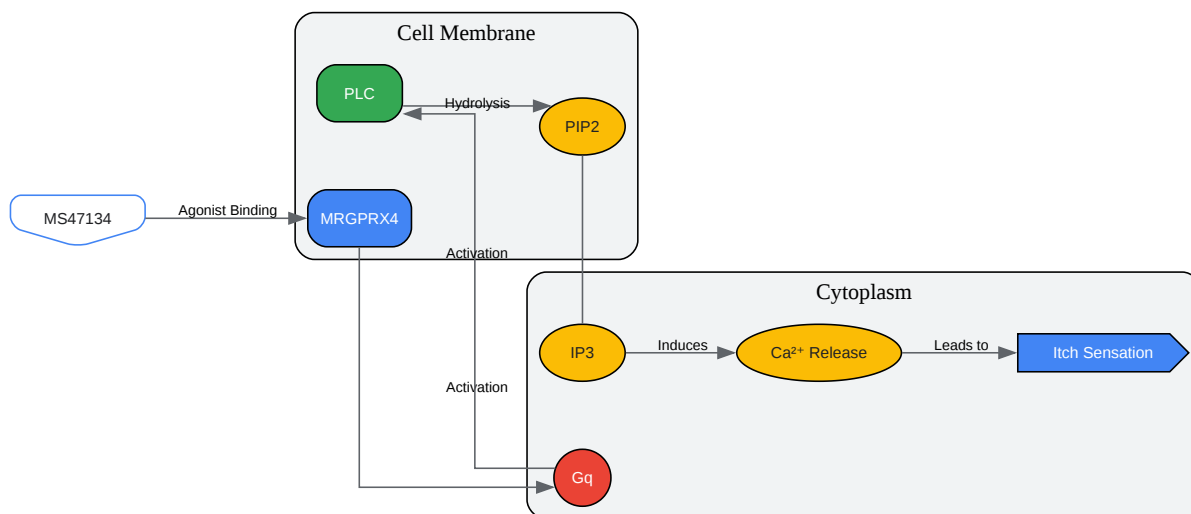 Cell Membrane
PLC
Hydrolysis
PIP2
MS47134
Agonist Binding
MRGPRX4
Activation
Cytoplasm
IP3
Induces
Ca²⁺ Release
Leads to
Itch Sensation
Activation
Gq